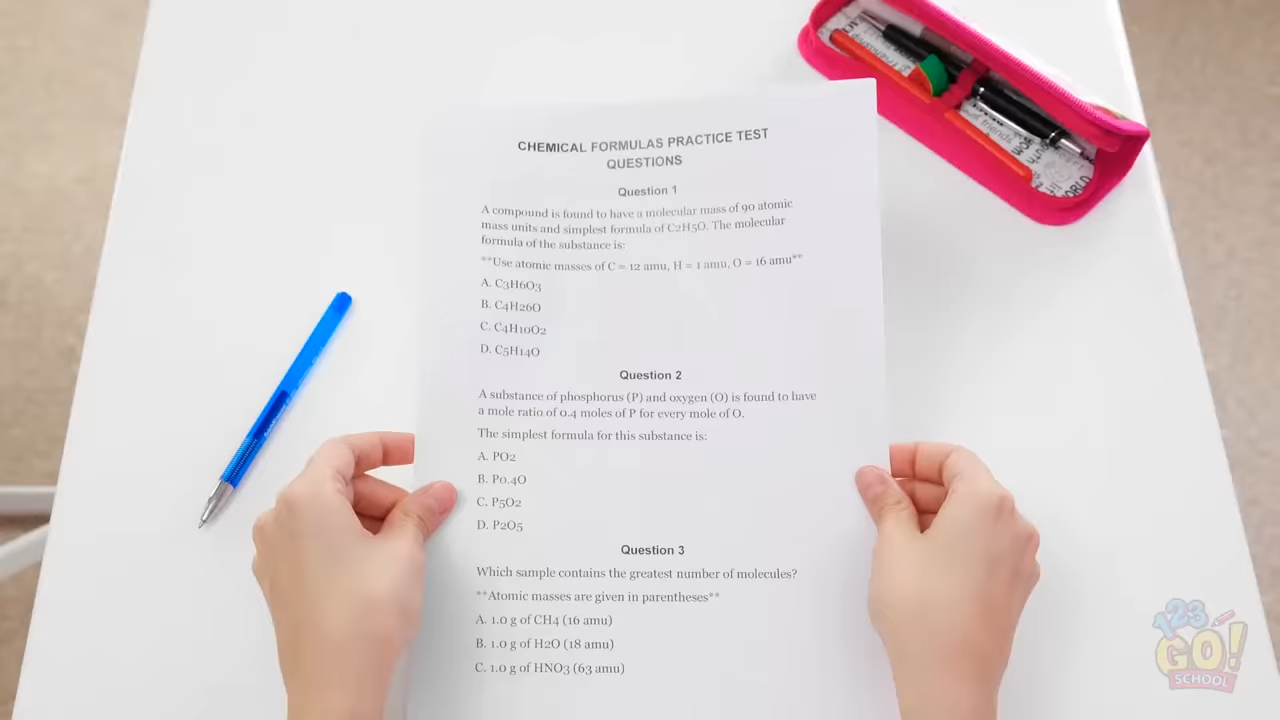 CHEMICAL FORMULAS PRACTICE TEST
QUESTIONS
Question 1
A compound is found to have a molecular mass of 90 atomic
mass units and simplest formula of C2H5O. The molecular
formula of the substance is:
**Use atomic masses of C = 12 amu, H = 1 amu, O = 16 amu**
A. C3H6O3
B. C4H26O
C. C4H10O2
D. C5H14O
Question 2
A substance of phosphorus (P) and oxygen (O) is found to have
a mole ratio of 0.4 moles of P for every mole of O.
The simplest formula for this substance is:
A. PO2
B. P0.4O
C. P5O2
D. P2O5
Question 3
Which sample contains the greatest number of molecules?
**Atomic masses are given in parentheses**
A. 1.0 g of CH4 (16 amu)
B. 1.0 g of H2O (18 amu)
C. 1.0 g of HNO3 (63 amu)
123
GO!
SCHOOL